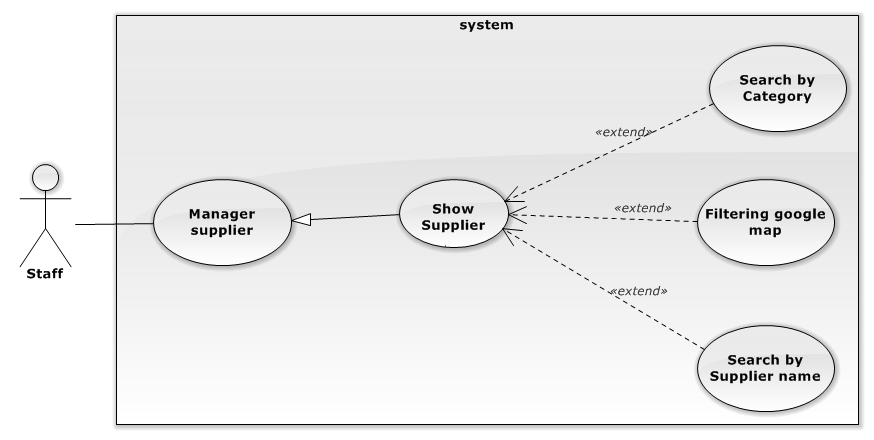 system
Search by
Category
«extend»
Manager
supplier
Show
Supplier
«extend»
Filtering google
map
Staff
«extend»
Search by
Supplier name